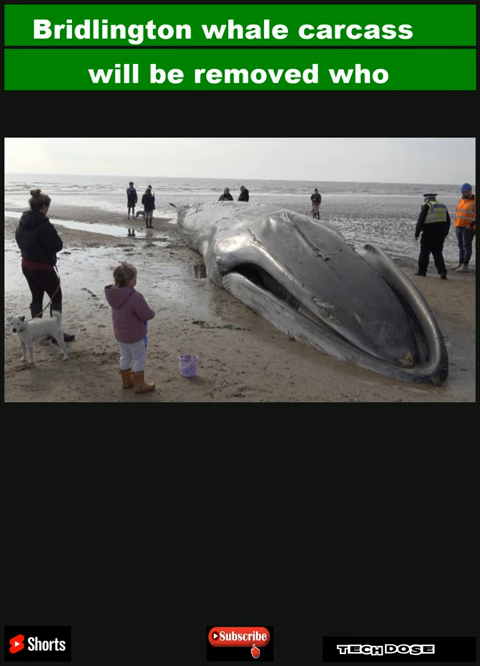 Bridlington whale carcass
will be removed who
Shorts
Subscribe
TECH DOSE